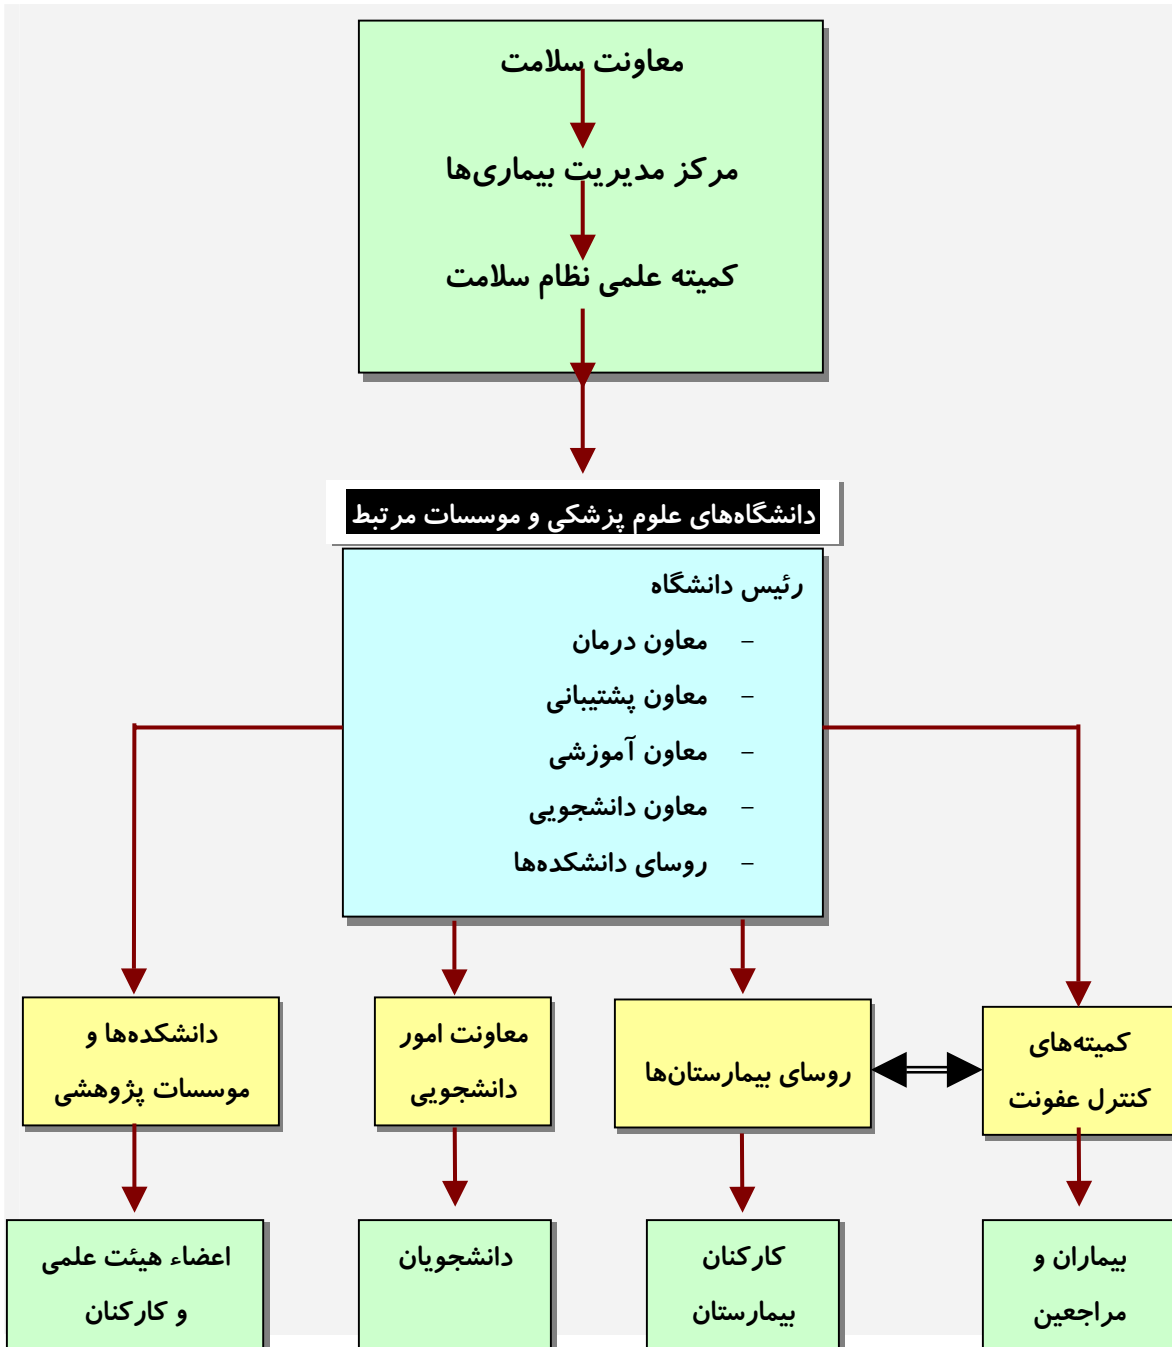 معاونت سلامت
مرکز مدیریت بیماری‌ها
کمیته علمی نظام سلامت
دانشگاه‌های علوم پزشکی و موسسات مرتبط
رئیس دانشگاه
– معاون درمان
– معاون پشتیبانی
– معاون آموزشی
– معاون دانشجویی
– روسای دانشکده‌ها
کمیته‌های
کنترل عفونت
روسای بیمارستان‌ها
معاونت امور
دانشجویی
دانشکده‌ها و
موسسات پژوهشی
بیماران و
مراجعین
کارکنان
بیمارستان
دانشجویان
اعضاء هیئت علمی
و کارکنان